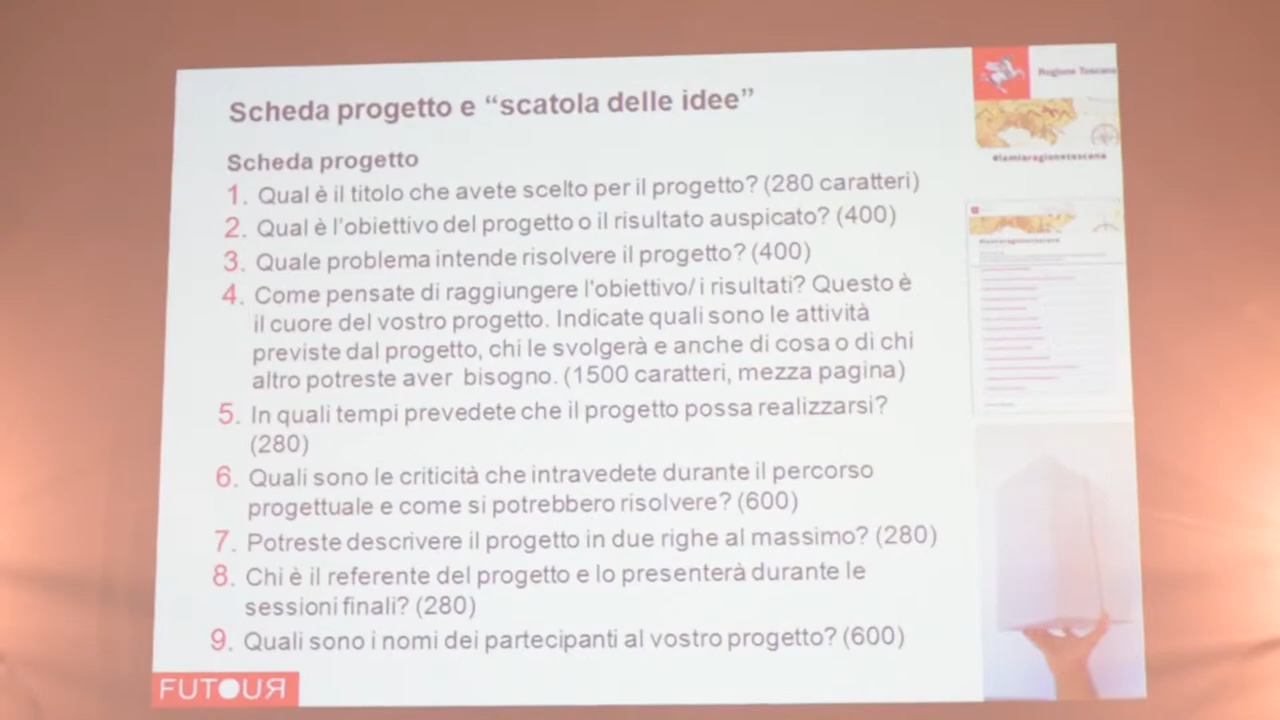 Scheda progetto e “scatola delle idee”
Scheda progetto
1. Qual è il titolo che avete scelto per il progetto? (280 caratteri)
2. Qual è l'obiettivo del progetto o il risultato auspicato? (400)
3. Quale problema intende risolvere il progetto? (400)
4. Come pensate di raggiungere l'obiettivo/ i risultati? Questo è
il cuore del vostro progetto. Indicate quali sono le attività
previste dal progetto, chi le svolgerà e anche di cosa o di chi
altro potreste aver bisogno. (1500 caratteri, mezza pagina)
5. In quali tempi prevedete che il progetto possa realizzarsi?
(280)
6. Quali sono le criticità che intravedete durante il percorso
progettuale e come si potrebbero risolvere? (600)
7. Potreste descrivere il progetto in due righe al massimo? (280)
8. Chi è il referente del progetto e lo presenterà durante le
sessioni finali? (280)
9. Quali sono i nomi dei partecipanti al vostro progetto? (600)
FUTOUR
Regione Toscana
#lamiaragionetoscana